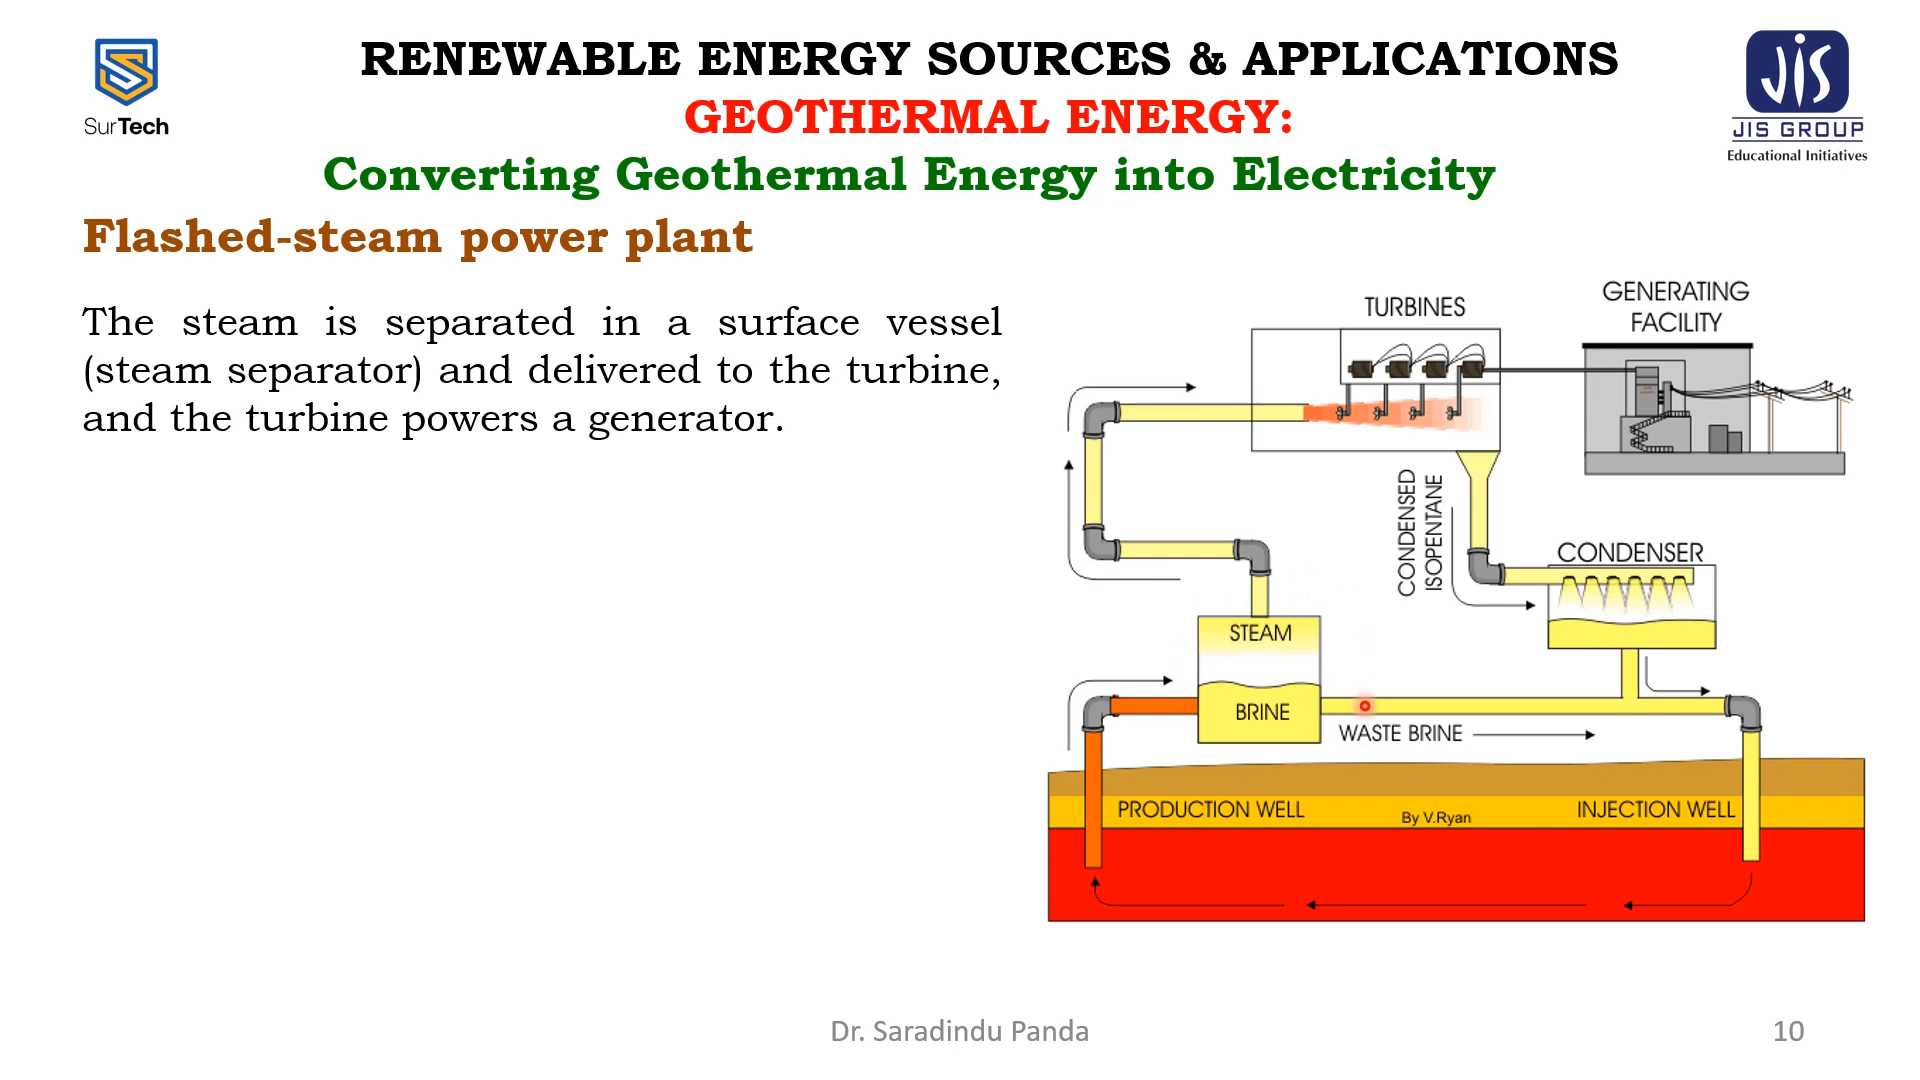 RENEWABLE ENERGY SOURCES & APPLICATIONS
GEOTHERMAL ENERGY:
Converting Geothermal Energy into Electricity
SurTech
JIS
JIS GROUP
Educational Initiatives
Flashed-steam power plant
The steam is separated in a surface vessel
(steam separator) and delivered to the turbine,
and the turbine powers a generator.
TURBINES
GENERATING
FACILITY
CONDENSED
ISOPENTANE
CONDENSER
STEAM
BRINE
WASTE BRINE
PRODUCTION WELL
By V.Ryan
INJECTION WELL
Dr. Saradindu Panda
10